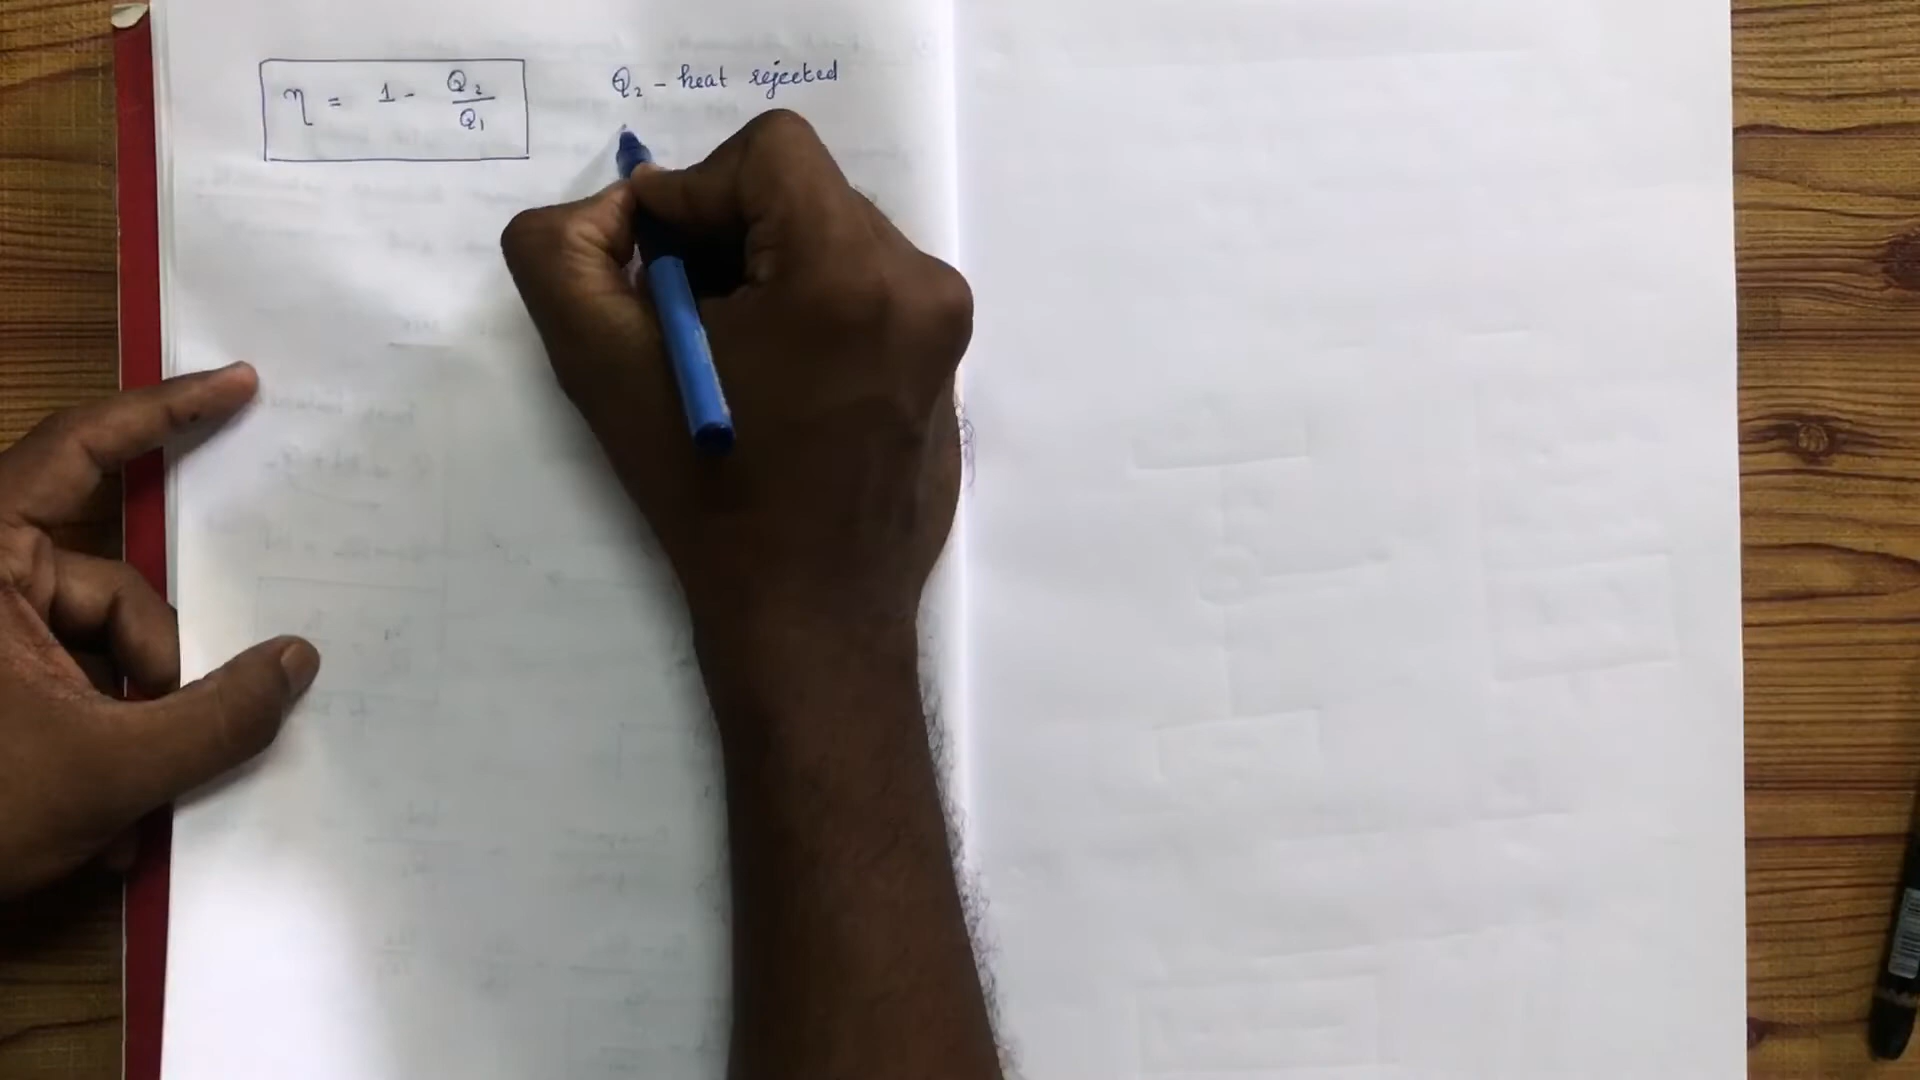 η = 1 - Q₂/Q₁
Q₂ - heat rejected